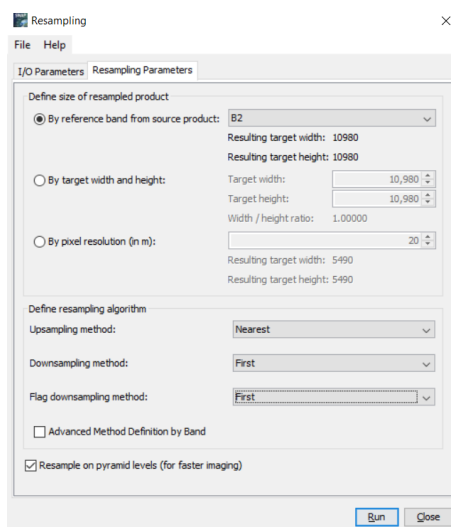 Resampling
File Help
I/O Parameters Resampling Parameters
Define size of resampled product
By reference band from source product: B2
Resulting target width: 10980
Resulting target height: 10980
By target width and height: Target width: 10,980
Target height: 10,980
Width / height ratio: 1.00000
By pixel resolution (in m): 20
Resulting target width: 5490
Resulting target height: 5490
Define resampling algorithm
Upsampling method: Nearest
Downsampling method: First
Flag downsampling method: First
Advanced Method Definition by Band
Resample on pyramid levels (for faster imaging)
Run Close